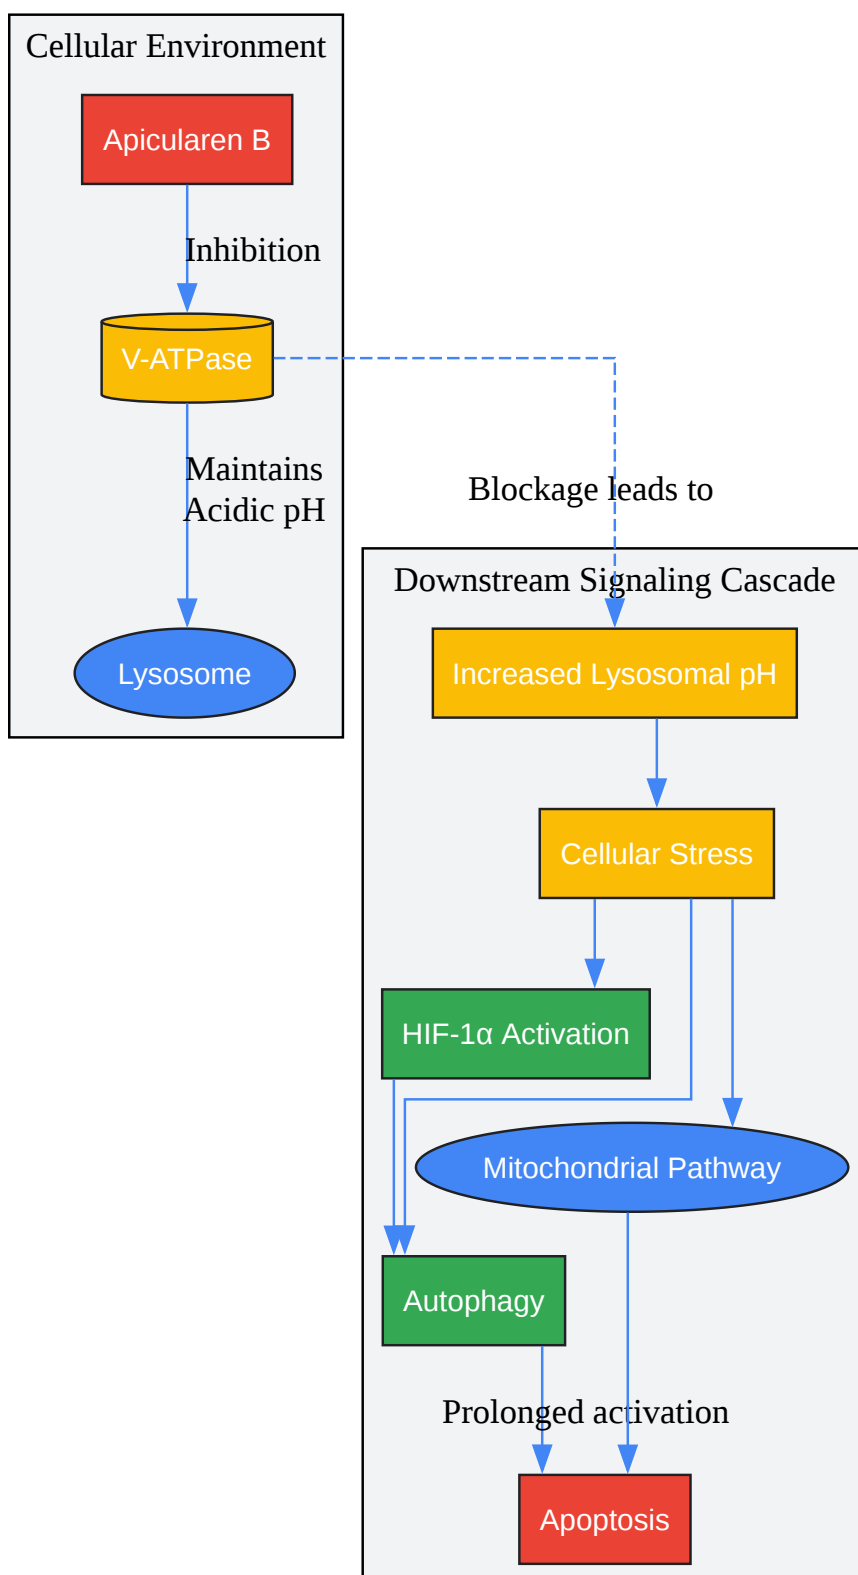 Cellular Environment
Apicularen B
Inhibition
V-ATPase
Maintains
Acidic pH
Blockage leads to
Lysosome
Downstream Signaling Cascade
Increased Lysosomal pH
Cellular Stress
HIF-1α Activation
Mitochondrial Pathway
Autophagy
Prolonged activation
Apoptosis